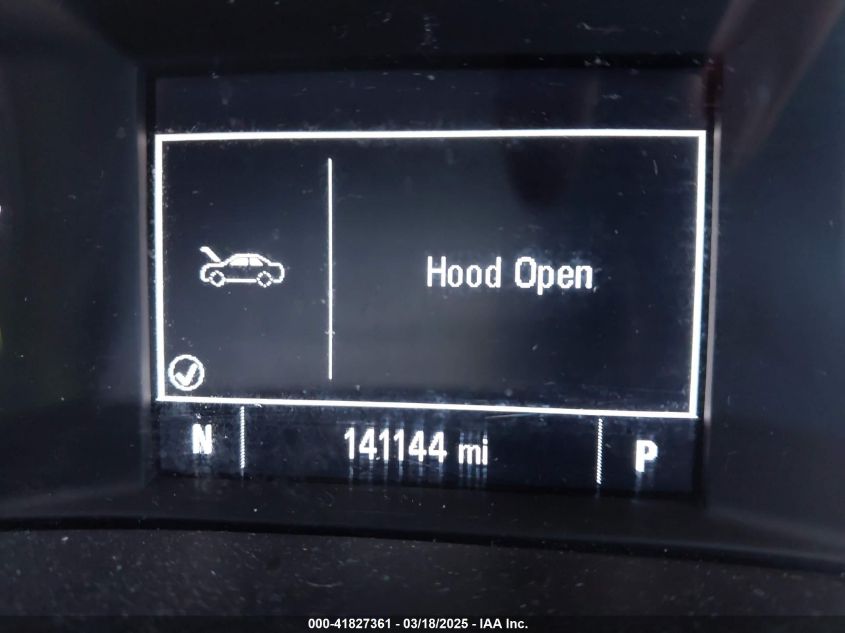 Hood Open
N 141144 mi P
000-41827361 - 03/18/2025 - IAA Inc.